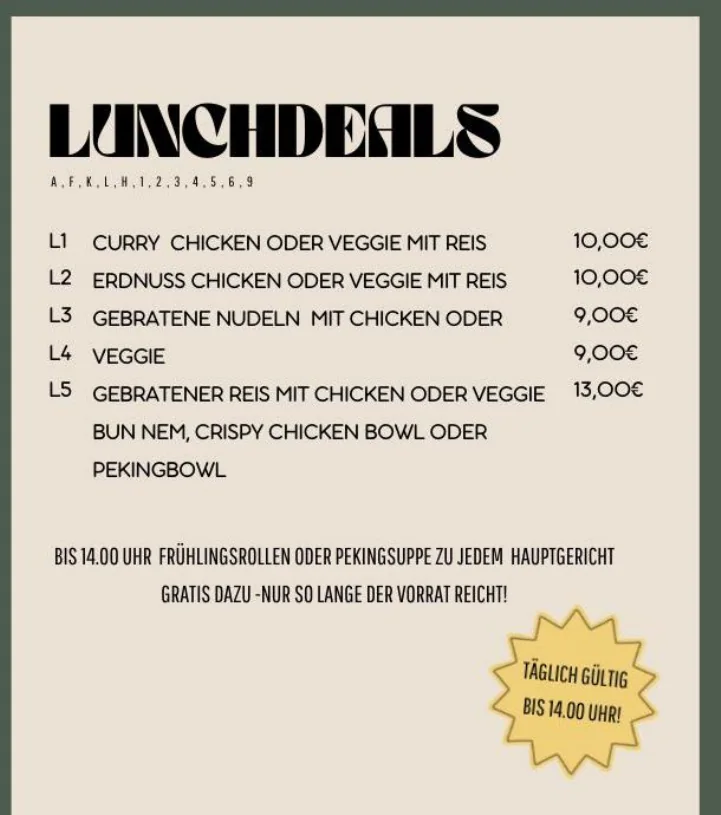 LUNCHDEALS
A,F,K,L,H,1,2,3,4,5,6,9
L1 CURRY CHICKEN ODER VEGGIE MIT REIS 10,00€
L2 ERDNUSS CHICKEN ODER VEGGIE MIT REIS 10,00€
L3 GEBRATENE NUDELN MIT CHICKEN ODER 9,00€
L4 VEGGIE 9,00€
L5 GEBRATENER REIS MIT CHICKEN ODER VEGGIE 13,00€
BUN NEM, CRISPY CHICKEN BOWL ODER
PEKINGBOWL
BIS 14.00 UHR FRÜHLINGSROLLEN ODER PEKINGSUPPE ZU JEDEM HAUPTGERICHT
GRATIS DAZU -NUR SO LANGE DER VORRAT REICHT!
TÄGLICH GÜLTIG
BIS 14.00 UHR!